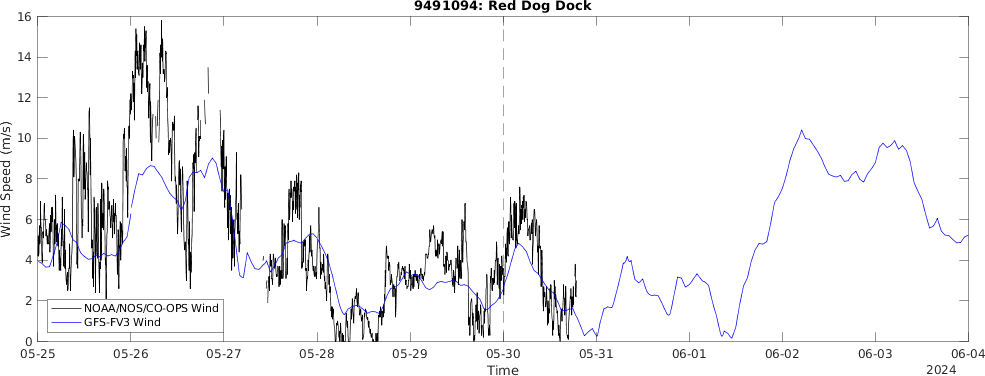 9491094: Red Dog Dock
Wind Speed (m/s)
16
14
12
10
8
6
4
2
0
NOAA/NOS/CO-OPS Wind
GFS-FV3 Wind
05-25 05-26 05-27 05-28 05-29 05-30 05-31 06-01 06-02 06-03 06-04
Time
2024